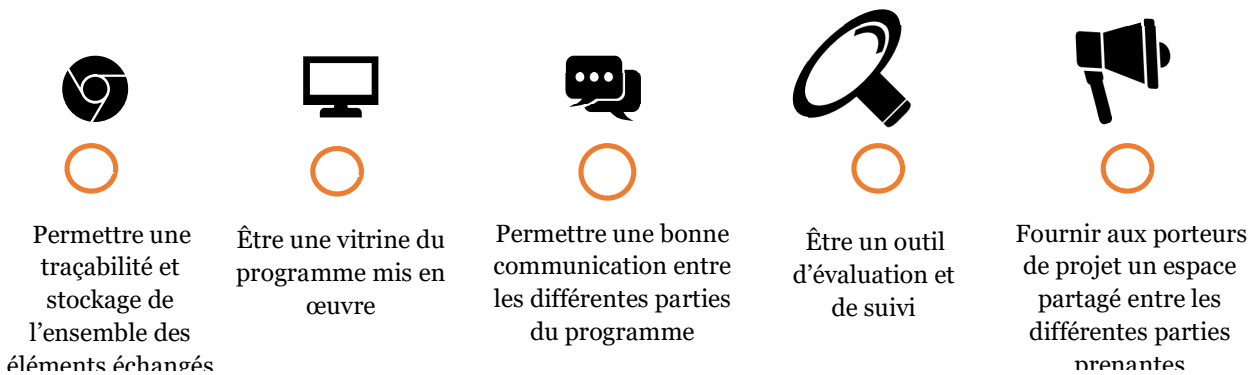 Permettre une
traçabilité et
stockage de
l’ensemble des
éléments échangés
Être une vitrine du
programme mis en
œuvre
Permettre une bonne
communication entre
les différentes parties
du programme
Être un outil
d’évaluation et
de suivi
Fournir aux porteurs
de projet un espace
partagé entre les
différentes parties
prenantes